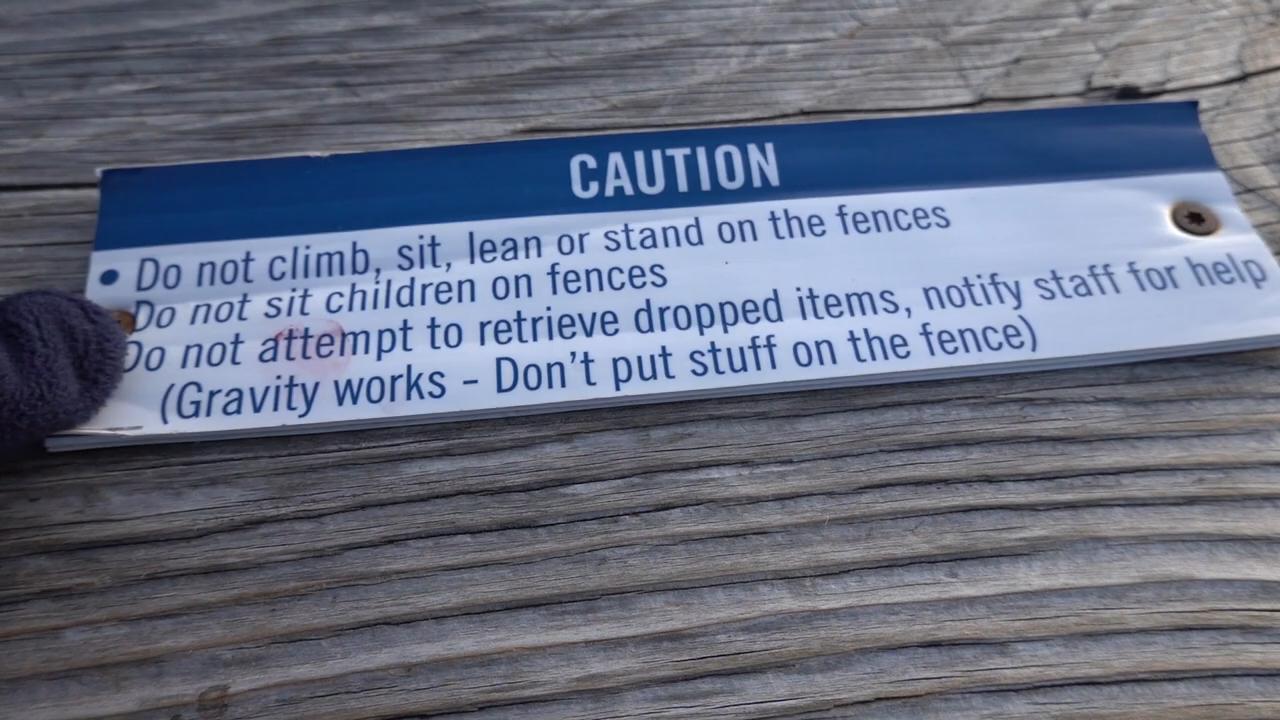 CAUTION
• Do not climb, sit, lean or stand on the fences
Do not sit children on fences
Do not attempt to retrieve dropped items, notify staff for help
(Gravity works - Don't put stuff on the fence)